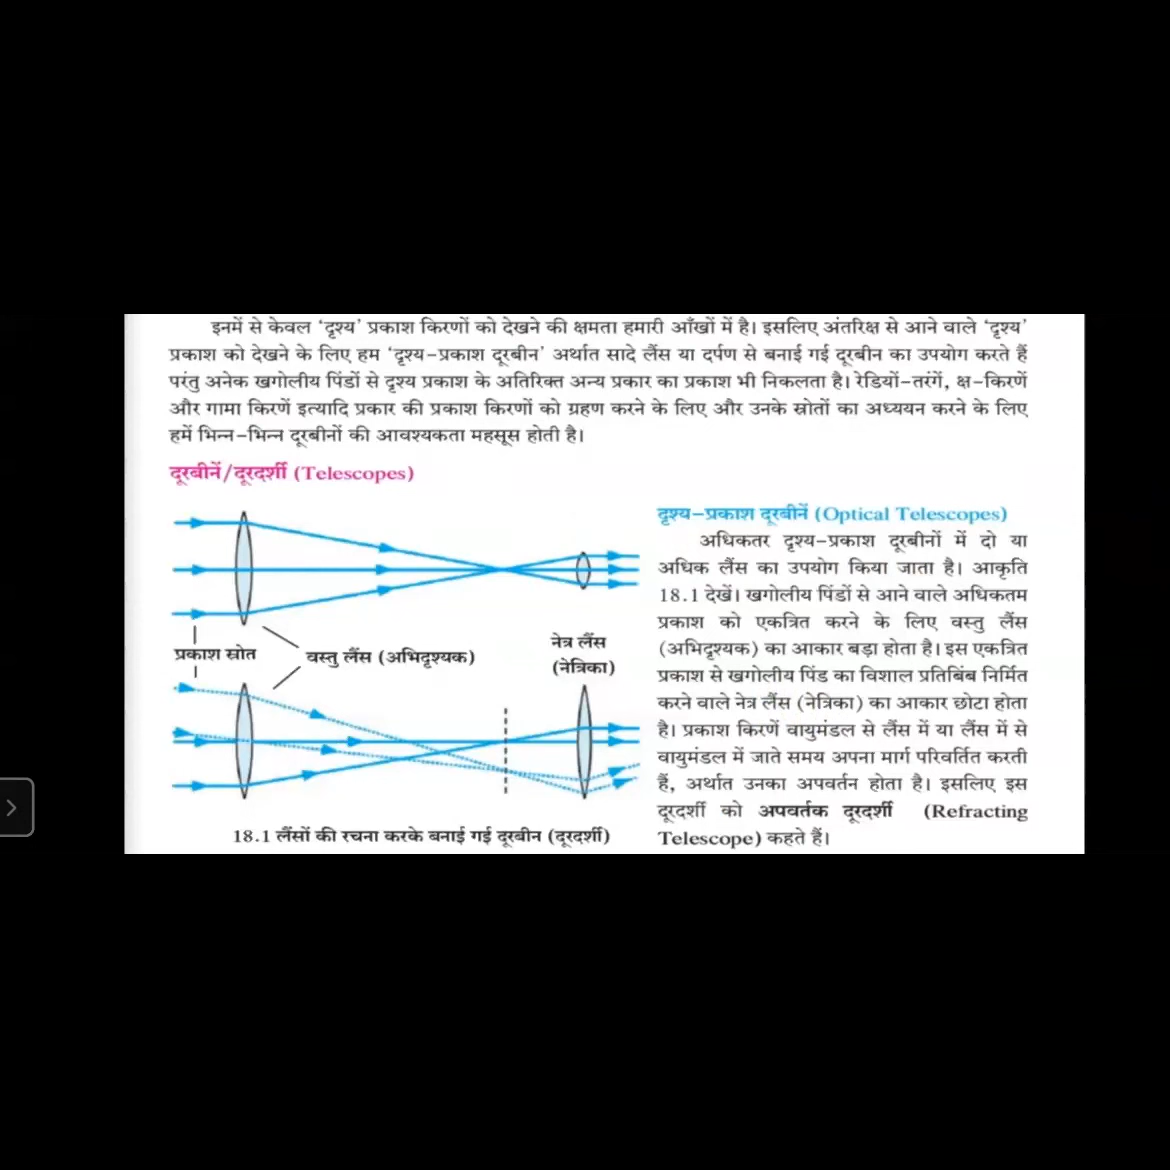 इनमें से केवल ‘दृश्य’ प्रकाश किरणों को देखने की क्षमता हमारी आँखों में है। इसलिए अंतरिक्ष से आने वाले ‘दृश्य’
प्रकाश को देखने के लिए हम ‘दृश्य-प्रकाश दूरबीन’ अर्थात सादे लैंस या दर्पण से बनाई गई दूरबीन का उपयोग करते हैं
परंतु अनेक खगोलीय पिंडों से दृश्य प्रकाश के अतिरिक्त अन्य प्रकार का प्रकाश भी निकलता है। रेडियों-तरंगें, क्ष-किरणें
और गामा किरणें इत्यादि प्रकार की प्रकाश किरणों को ग्रहण करने के लिए और उनके स्रोतों का अध्ययन करने के लिए
हमें भिन्न-भिन्न दूरबीनों की आवश्यकता महसूस होती है।
दूरबीनें/दूरदर्शी (Telescopes)
प्रकाश स्रोत
वस्तु लैंस (अभिदृश्यक)
नेत्र लैंस
(नेत्रिका)
18.1 लैंसों की रचना करके बनाई गई दूरबीन (दूरदर्शी)
दृश्य-प्रकाश दूरबीनें (Optical Telescopes)
अधिकतर दृश्य-प्रकाश दूरबीनों में दो या
अधिक लैंस का उपयोग किया जाता है। आकृति
18.1 देखें। खगोलीय पिंडों से आने वाले अधिकतम
प्रकाश को एकत्रित करने के लिए वस्तु लैंस
(अभिदृश्यक) का आकार बड़ा होता है। इस एकत्रित
प्रकाश से खगोलीय पिंड का विशाल प्रतिबिंब निर्मित
करने वाले नेत्र लैंस (नेत्रिका) का आकार छोटा होता
है। प्रकाश किरणें वायुमंडल से लैंस में या लैंस में से
वायुमंडल में जाते समय अपना मार्ग परिवर्तित करती
हैं, अर्थात उनका अपवर्तन होता है। इसलिए इस
दूरदर्शी को अपवर्तक दूरदर्शी (Refracting
Telescope) कहते हैं।